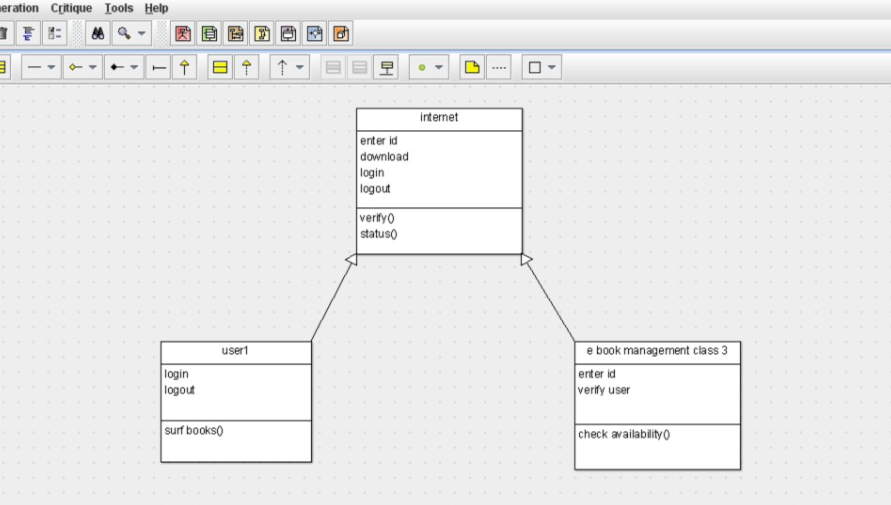 eration Critique Tools Help
internet
enter id
download
login
logout
verify()
status()
user1
login
logout
surf books()
e book management class 3
enter id
verify user
check availability()